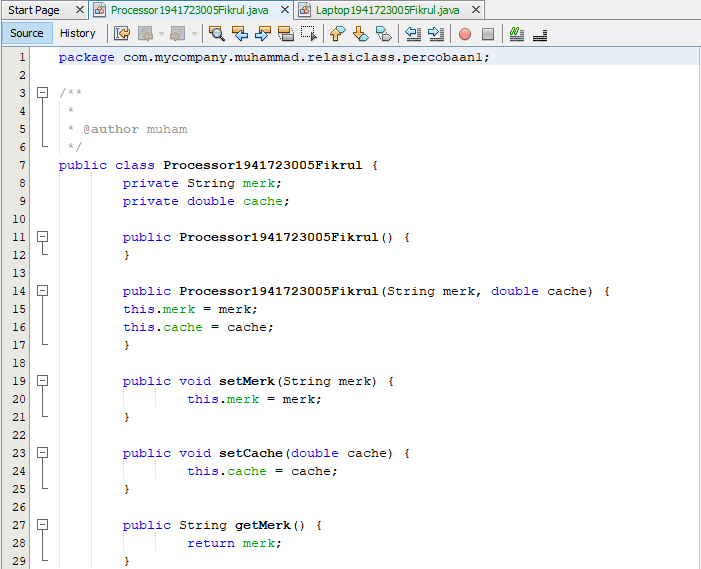 Start Page Processor1941723005Fikrul.java Laptop1941723005Fikrul.java
Source History
1 package com.mycompany.muhammad.relasiclass.percobaan1;
2
3 /**
4 *
5 * @author muham
6 */
7 public class Processor1941723005Fikrul {
8 private String merk;
9 private double cache;
10
11 public Processor1941723005Fikrul() {
12 }
13
14 public Processor1941723005Fikrul(String merk, double cache) {
15 this.merk = merk;
16 this.cache = cache;
17 }
18
19 public void setMerk(String merk) {
20 this.merk = merk;
21 }
22
23 public void setCache(double cache) {
24 this.cache = cache;
25 }
26
27 public String getMerk() {
28 return merk;
29 }